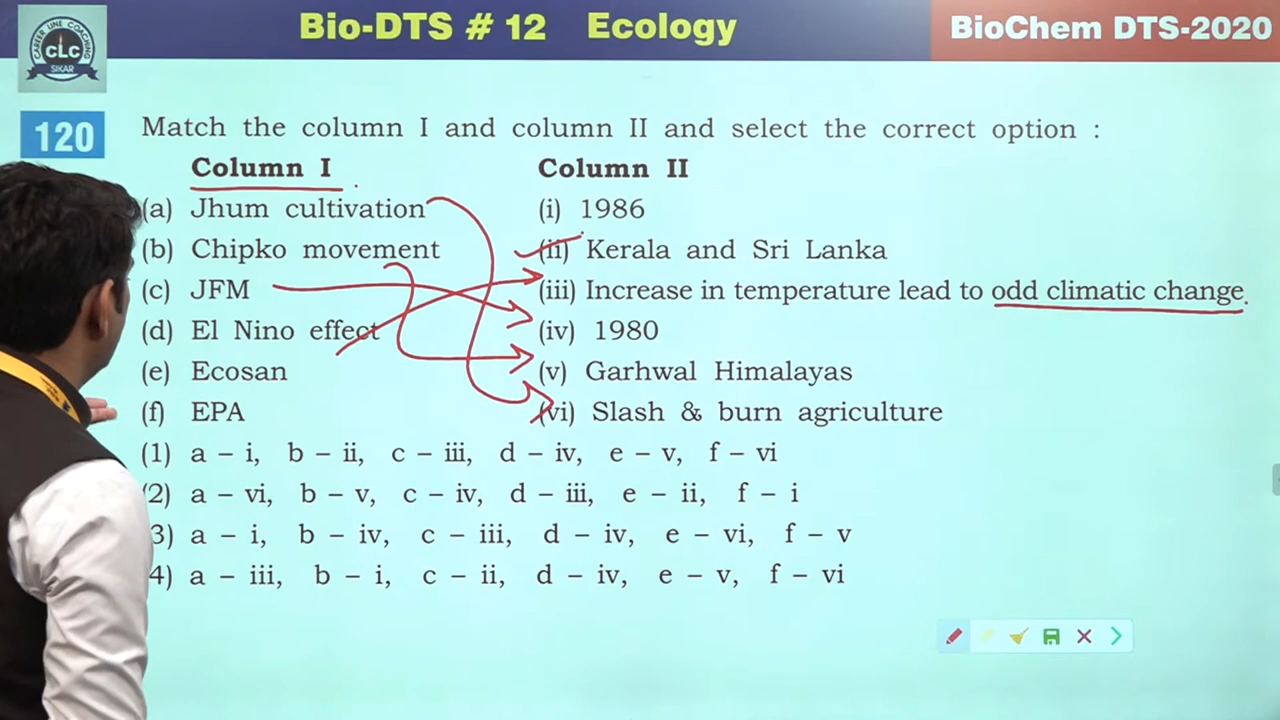 CAREER LINE COACHING
CLC
SIKAR
Bio-DTS # 12 Ecology
BioChem DTS-2020
120
Match the column I and column II and select the correct option :
Column I Column II
(a) Jhum cultivation (i) 1986
(b) Chipko movement (ii) Kerala and Sri Lanka
(c) JFM (iii) Increase in temperature lead to odd climatic change.
(d) El Nino effect (iv) 1980
(e) Ecosan (v) Garhwal Himalayas
(f) EPA (vi) Slash & burn agriculture
(1) a – i, b – ii, c – iii, d – iv, e – v, f – vi
2) a – vi, b – v, c – iv, d – iii, e – ii, f – i
3) a – i, b – iv, c – iii, d – iv, e – vi, f – v
4) a – iii, b – i, c – ii, d – iv, e – v, f – vi